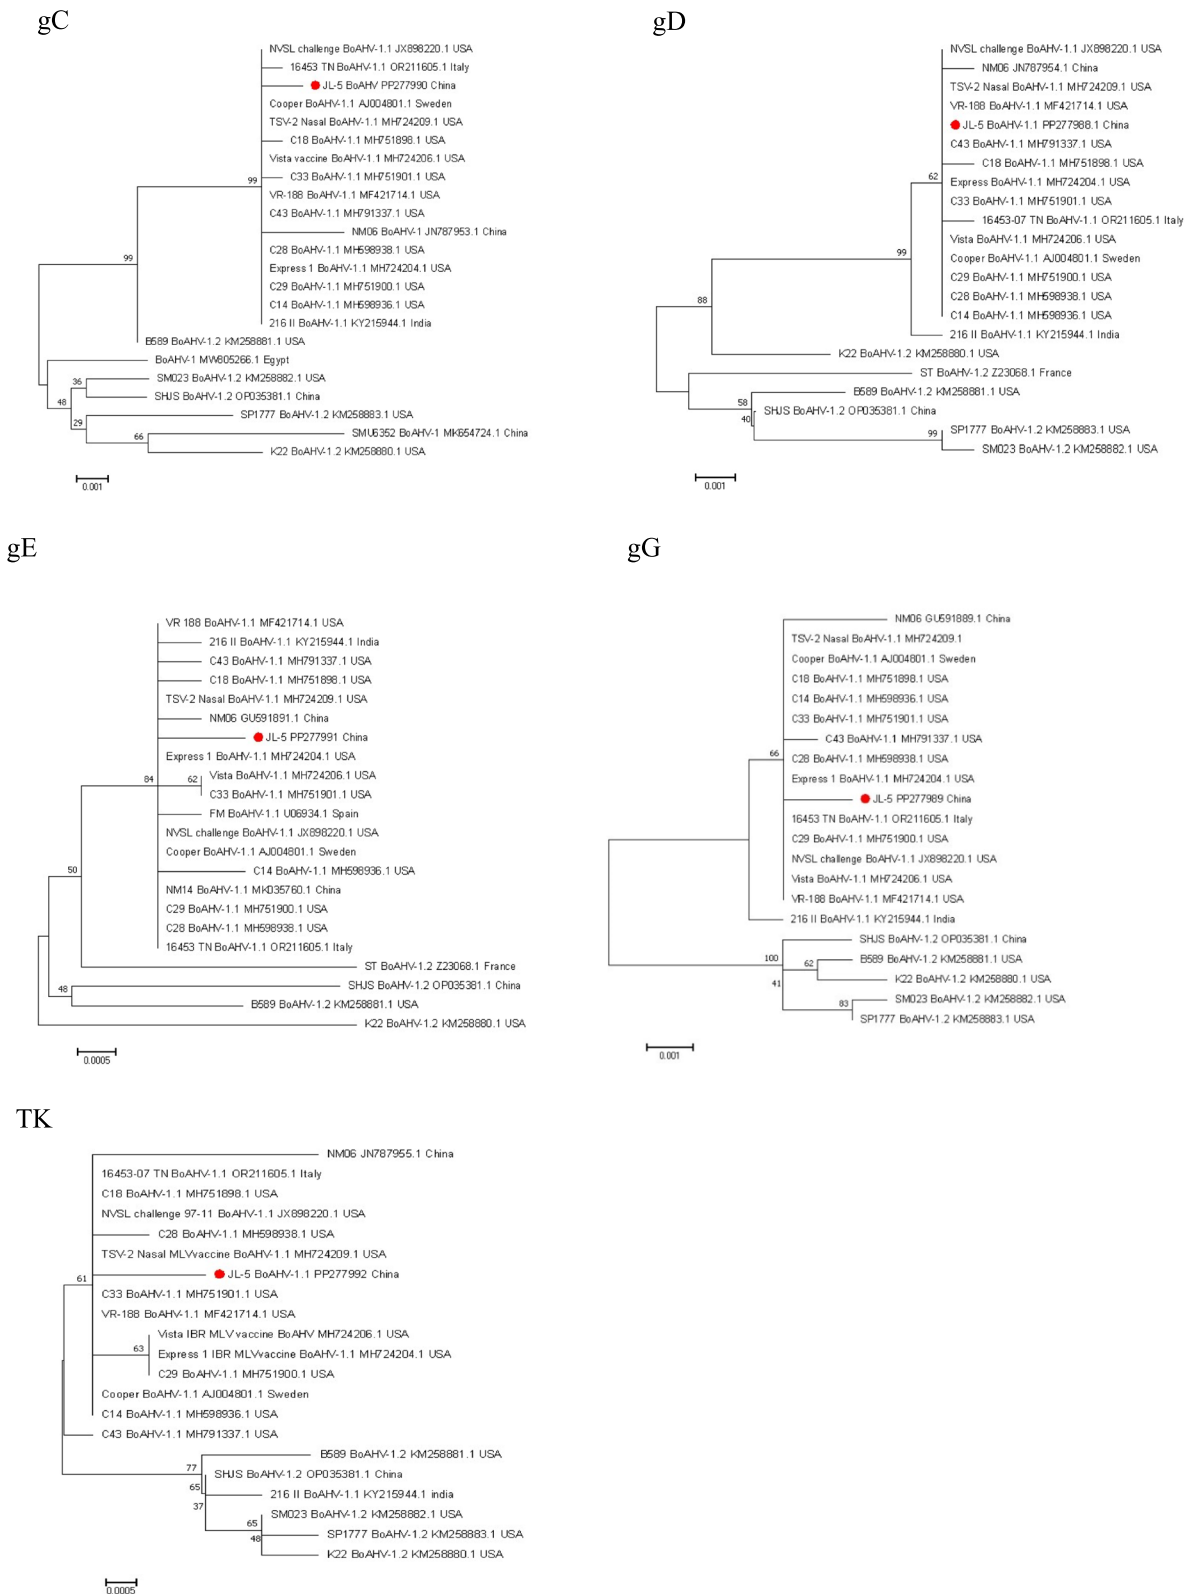 gC
NVSL challenge BoAHV-1.1 JX898220.1 USA
16453 TN BoAHV-1.1 OR211605.1 Italy
JL-5 BoAHV PP277990 China
Cooper BoAHV-1.1 AJ004801.1 Sweden
TSV-2 Nasal BoAHV-1.1 MH724209.1 USA
C18 BoAHV-1.1 MH751898.1 USA
Vista vaccine BoAHV-1.1 MH724206.1 USA
C33 BoAHV-1.1 MH751901.1 USA
99
VR-188 BoAHV-1.1 MF421714.1 USA
C43 BoAHV-1.1 MH791337.1 USA
NM06 BoAHV-1 JN787953.1 China
C28 BoAHV-1.1 MH598938.1 USA
99
Express 1 BoAHV-1.1 MH724204.1 USA
C29 BoAHV-1.1 MH751900.1 USA
C14 BoAHV-1.1 MH598936.1 USA
216 II BoAHV-1.1 KY215944.1 India
B589 BoAHV-1.2 KM258881.1 USA
BoAHV-1 MW805266.1 Egypt
36
SM023 BoAHV-1.2 KM258882.1 USA
SHJS BoAHV-1.2 OP035381.1 China
48
SP1777 BoAHV-1.2 KM258883.1 USA
29
SMU6352 BoAHV-1 MK654724.1 China
66
K22 BoAHV-1.2 KM258880.1 USA
0.001
gD
NVSL challenge BoAHV-1.1 JX898220.1 USA
NM06 JN787954.1 China
TSV-2 Nasal BoAHV-1.1 MH724209.1 USA
VR-188 BoAHV-1.1 MF421714.1 USA
JL-5 BoAHV-1.1 PP277988.1 China
C43 BoAHV-1.1 MH791337.1 USA
C18 BoAHV-1.1 MH751898.1 USA
62
Express BoAHV-1.1 MH724204.1 USA
C33 BoAHV-1.1 MH751901.1 USA
16453-07 TN BoAHV-1.1 OR211605.1 Italy
Vista BoAHV-1.1 MH724206.1 USA
99
Cooper BoAHV-1.1 AJ004801.1 Sweden
C29 BoAHV-1.1 MH751900.1 USA
C28 BoAHV-1.1 MH598938.1 USA
88
C14 BoAHV-1.1 MH598936.1 USA
216 II BoAHV-1.1 KY215944.1 India
K22 BoAHV-1.2 KM258880.1 USA
ST BoAHV-1.2 Z23068.1 France
B589 BoAHV-1.2 KM258881.1 USA
58
SHJS BoAHV-1.2 OP035381.1 China
40
SP1777 BoAHV-1.2 KM258883.1 USA
99
SM023 BoAHV-1.2 KM258882.1 USA
0.001
gE
VR 188 BoAHV-1.1 MF421714.1 USA
216 II BoAHV-1.1 KY215944.1 India
C43 BoAHV-1.1 MH791337.1 USA
C18 BoAHV-1.1 MH751898.1 USA
TSV-2 Nasal BoAHV-1.1 MH724209.1 USA
NM06 GU591891.1 China
JL-5 PP277991 China
Express 1 BoAHV-1.1 MH724204.1 USA
84
62
Vista BoAHV-1.1 MH724206.1 USA
C33 BoAHV-1.1 MH751901.1 USA
FM BoAHV-1.1 U06934.1 Spain
NVSL challenge BoAHV-1.1 JX898220.1 USA
Cooper BoAHV-1.1 AJ004801.1 Sweden
50
C14 BoAHV-1.1 MH598936.1 USA
NM14 BoAHV-1.1 MK035760.1 China
C29 BoAHV-1.1 MH751900.1 USA
C28 BoAHV-1.1 MH598938.1 USA
16453 TN BoAHV-1.1 OR211605.1 Italy
ST BoAHV-1.2 Z23068.1 France
48
SHJS BoAHV-1.2 OP035381.1 China
B589 BoAHV-1.2 KM258881.1 USA
K22 BoAHV-1.2 KM258880.1 USA
0.0005
gG
NM06 GU591889.1 China
TSV-2 Nasal BoAHV-1.1 MH724209.1
Cooper BoAHV-1.1 AJ004801.1 Sweden
C18 BoAHV-1.1 MH751898.1 USA
C14 BoAHV-1.1 MH598936.1 USA
C33 BoAHV-1.1 MH751901.1 USA
C43 BoAHV-1.1 MH791337.1 USA
66
C28 BoAHV-1.1 MH598938.1 USA
Express 1 BoAHV-1.1 MH724204.1 USA
JL-5 PP277989 China
16453 TN BoAHV-1.1 OR211605.1 Italy
C29 BoAHV-1.1 MH751900.1 USA
NVSL challenge BoAHV-1.1 JX898220.1 USA
Vista BoAHV-1.1 MH724206.1 USA
VR-188 BoAHV-1.1 MF421714.1 USA
216 II BoAHV-1.1 KY215944.1 India
SHJS BoAHV-1.2 OP035381.1 China
100
B589 BoAHV-1.2 KM258881.1 USA
62
K22 BoAHV-1.2 KM258880.1 USA
41
SM023 BoAHV-1.2 KM258882.1 USA
83
SP1777 BoAHV-1.2 KM258883.1 USA
0.001
TK
NM06 JN787955.1 China
16453-07 TN BoAHV-1.1 OR211605.1 Italy
C18 BoAHV-1.1 MH751898.1 USA
NVSL challenge 97-11 BoAHV-1.1 JX898220.1 USA
C28 BoAHV-1.1 MH598938.1 USA
TSV-2 Nasal MLVvaccine BoAHV-1.1 MH724209.1 USA
61
JL-5 BoAHV-1.1 PP277992 China
C33 BoAHV-1.1 MH751901.1 USA
VR-188 BoAHV-1.1 MF421714.1 USA
Vista IBR MLV vaccine BoAHV MH724206.1 USA
63
Express 1 IBR MLVvaccine BoAHV-1.1 MH724204.1 USA
C29 BoAHV-1.1 MH751900.1 USA
Cooper BoAHV-1.1 AJ004801.1 Sweden
C14 BoAHV-1.1 MH598936.1 USA
C43 BoAHV-1.1 MH791337.1 USA
B589 BoAHV-1.2 KM258881.1 USA
77
SHJS BoAHV-1.2 OP035381.1 China
65
216 II BoAHV-1.1 KY215944.1 india
37
SM023 BoAHV-1.2 KM258882.1 USA
65
SP1777 BoAHV-1.2 KM258883.1 USA
48
K22 BoAHV-1.2 KM258880.1 USA
0.0005